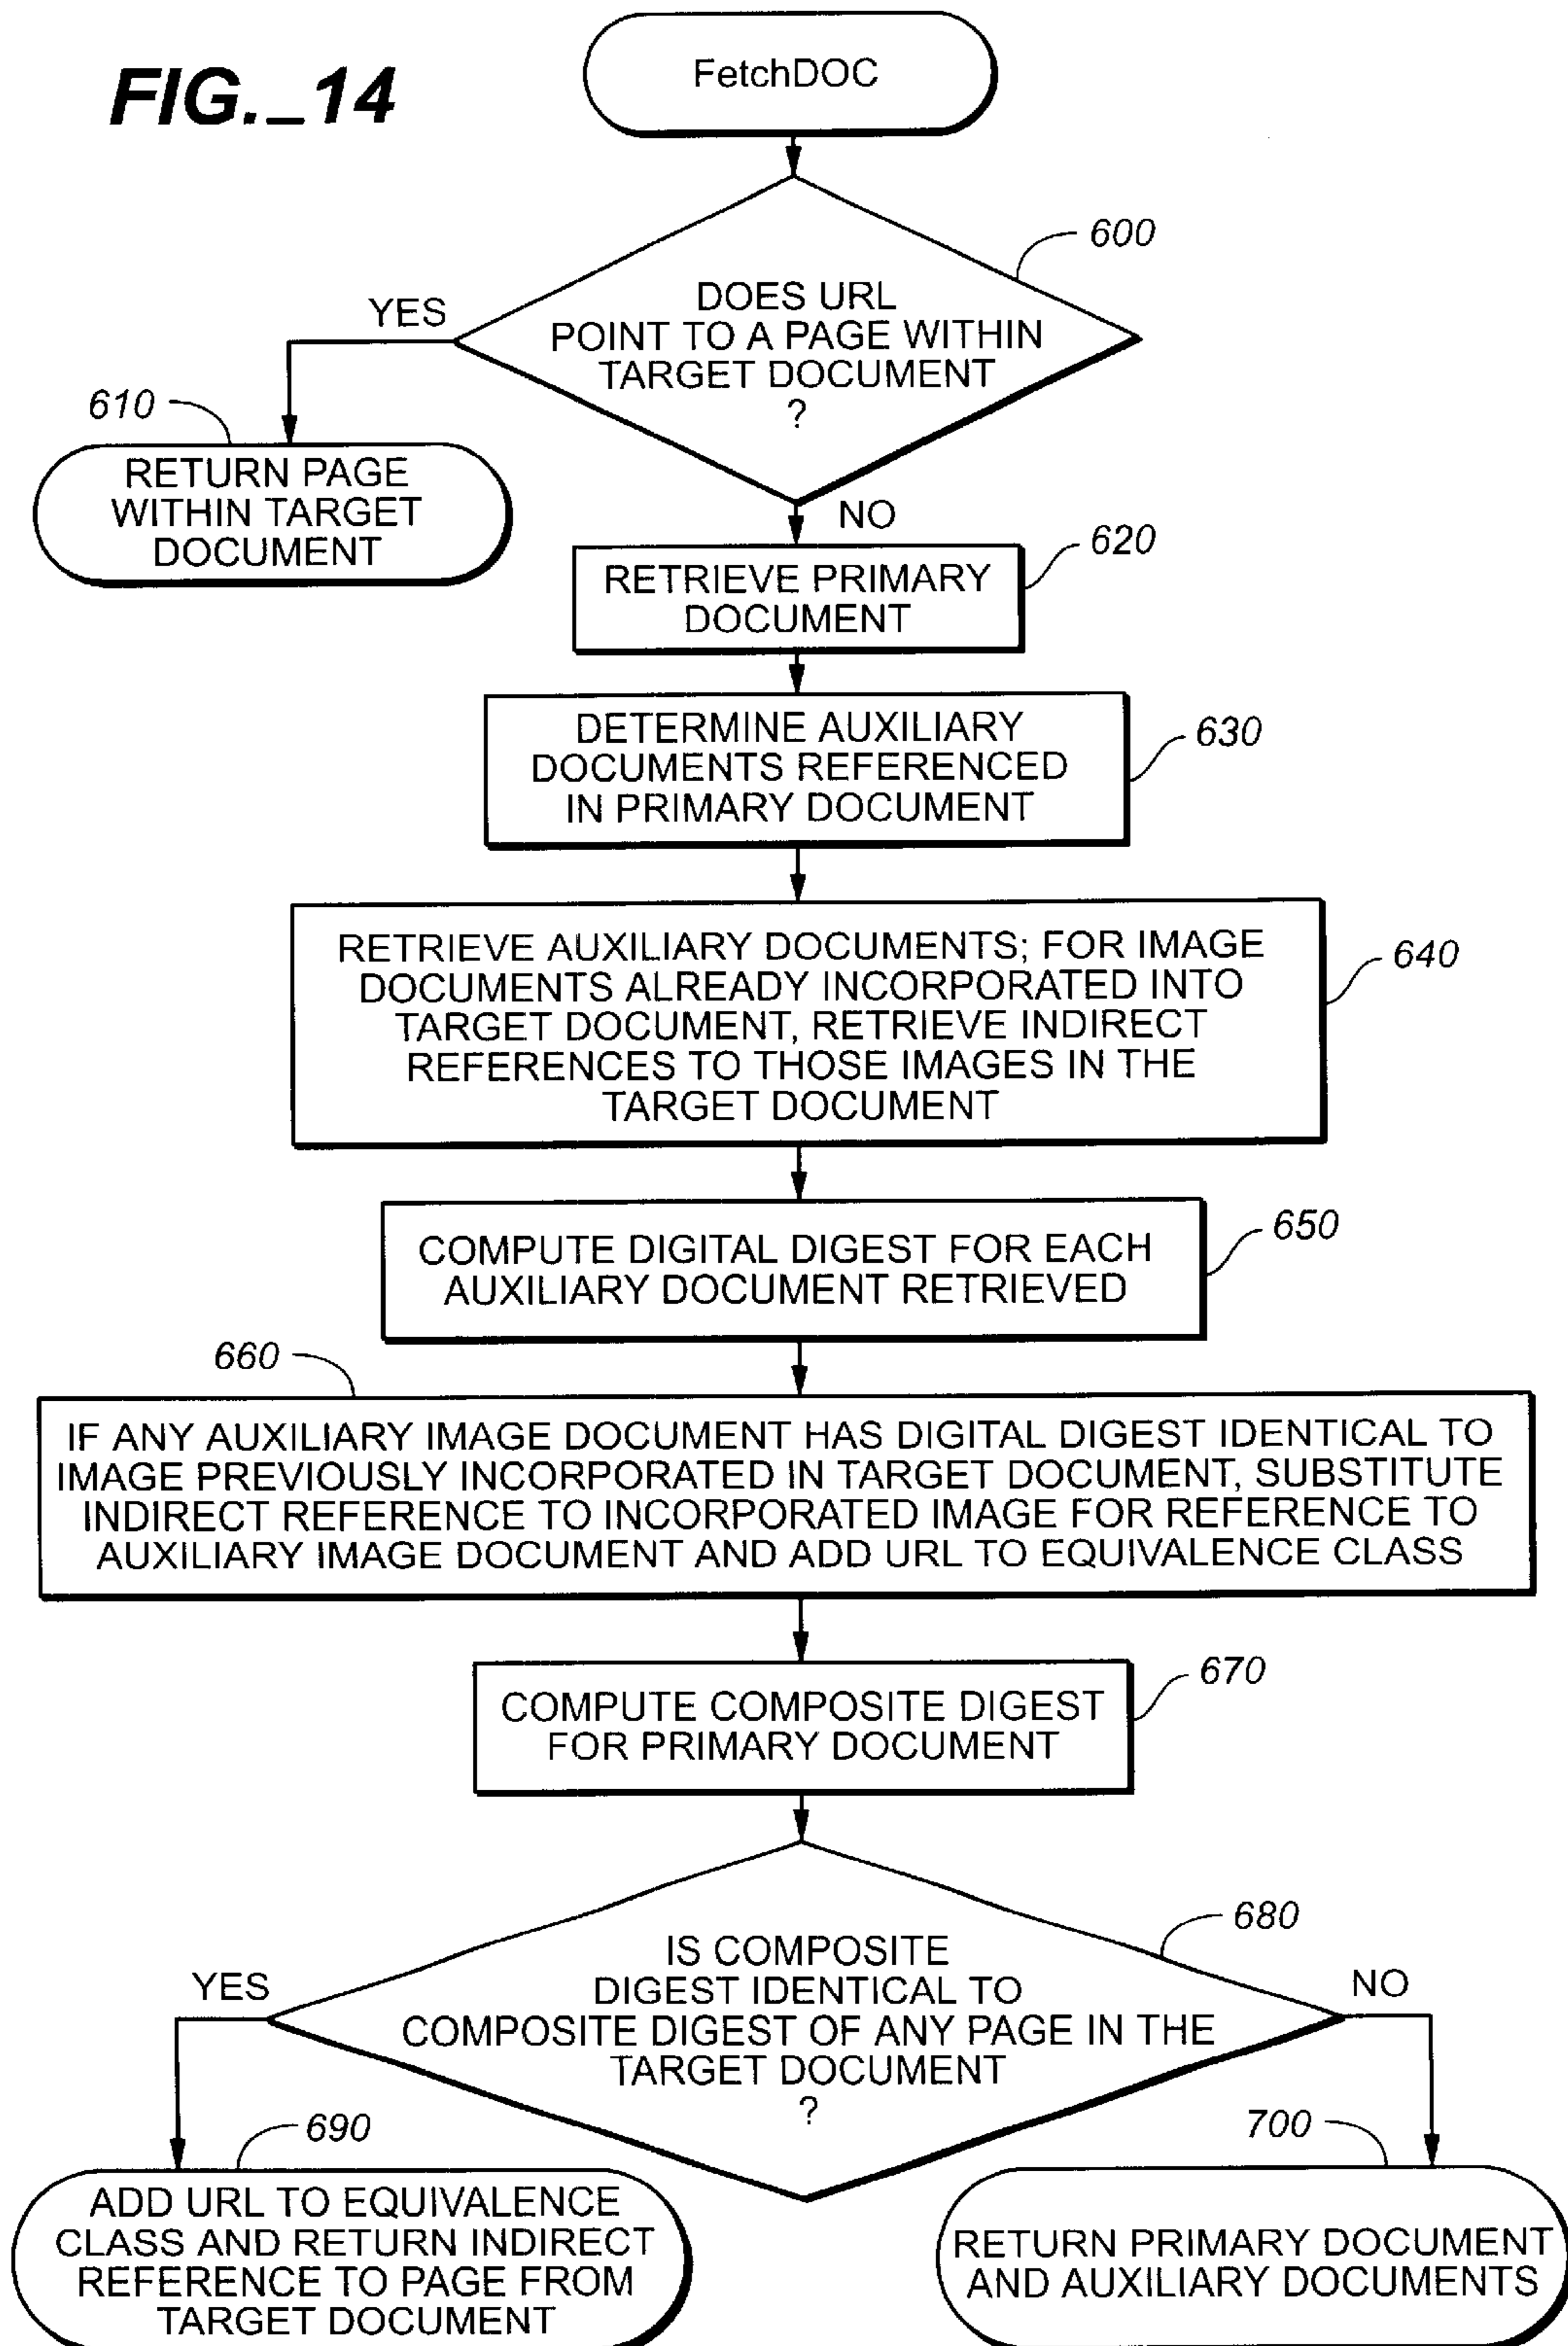 FIG._14
FetchDOC
600
DOES URL
POINT TO A PAGE WITHIN
TARGET DOCUMENT
?
YES
610
RETURN PAGE
WITHIN TARGET
DOCUMENT
NO
620
RETRIEVE PRIMARY
DOCUMENT
630
DETERMINE AUXILIARY
DOCUMENTS REFERENCED
IN PRIMARY DOCUMENT
640
RETRIEVE AUXILIARY DOCUMENTS; FOR IMAGE
DOCUMENTS ALREADY INCORPORATED INTO
TARGET DOCUMENT, RETRIEVE INDIRECT
REFERENCES TO THOSE IMAGES IN THE
TARGET DOCUMENT
650
COMPUTE DIGITAL DIGEST FOR EACH
AUXILIARY DOCUMENT RETRIEVED
660
IF ANY AUXILIARY IMAGE DOCUMENT HAS DIGITAL DIGEST IDENTICAL TO
IMAGE PREVIOUSLY INCORPORATED IN TARGET DOCUMENT, SUBSTITUTE
INDIRECT REFERENCE TO INCORPORATED IMAGE FOR REFERENCE TO
AUXILIARY IMAGE DOCUMENT AND ADD URL TO EQUIVALENCE CLASS
670
COMPUTE COMPOSITE DIGEST
FOR PRIMARY DOCUMENT
680
IS COMPOSITE
DIGEST IDENTICAL TO
COMPOSITE DIGEST OF ANY PAGE IN THE
TARGET DOCUMENT
?
YES
NO
690
ADD URL TO EQUIVALENCE
CLASS AND RETURN INDIRECT
REFERENCE TO PAGE FROM
TARGET DOCUMENT
700
RETURN PRIMARY DOCUMENT
AND AUXILIARY DOCUMENTS